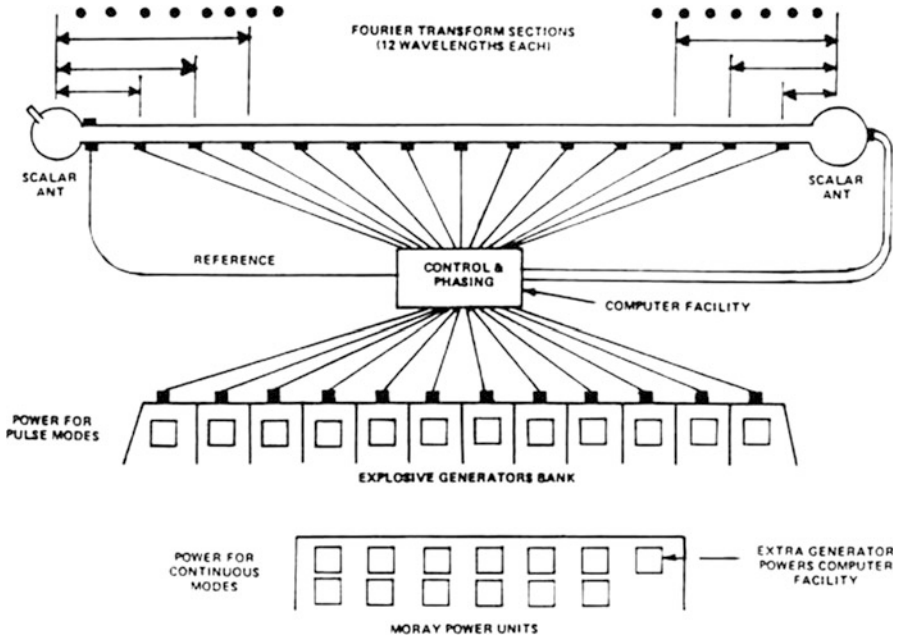 FOURIER TRANSFORM SECTIONS
(12 WAVELENGTHS EACH)
SCALAR
ANT
SCALAR
ANT
REFERENCE
CONTROL &
PHASING
COMPUTER FACILITY
POWER FOR
PULSE MODES
EXPLOSIVE GENERATORS BANK
POWER FOR
CONTINUOUS
MODES
EXTRA GENERATOR
POWERS COMPUTER
FACILITY
MORAY POWER UNITS